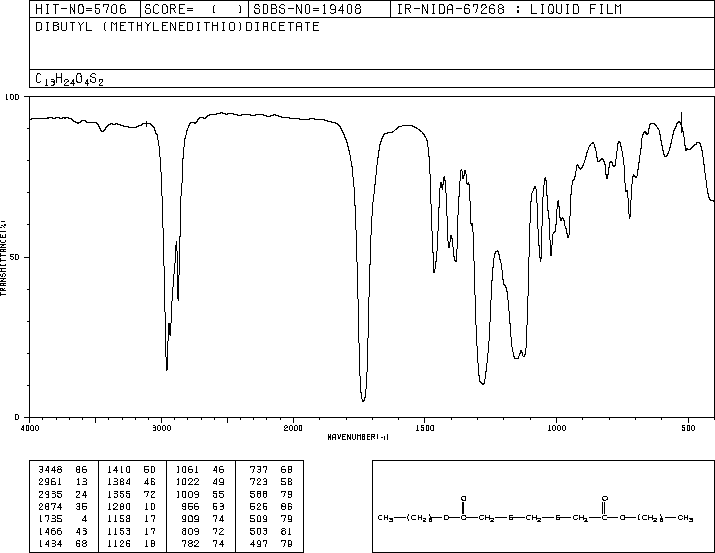 HIT-NO=5706 SCORE= ( ) SDBS-NO=19408 IR-NIDA-67268 : LIQUID FILM
DIBUTYL (METHYLENEDITHIO)DIACETATE
C13H24O4S2
100
50
0
TRANSMITTANCE(%)
4000 3000 2000 1500 1000 500
WAVENUMBER(-1)
3448 86 1410 50 1061 46 737 68
2961 13 1384 46 1022 49 723 58
2935 24 1355 72 1009 55 588 79
2874 35 1280 10 956 53 526 86
1735 4 1158 17 909 74 509 79
1466 43 1153 17 809 72 503 81
1434 68 1126 18 782 74 497 79
O O
CH3—(CH2)3—O—C—CH2—S—CH2—S—CH2—C—O—(CH2)3—CH3